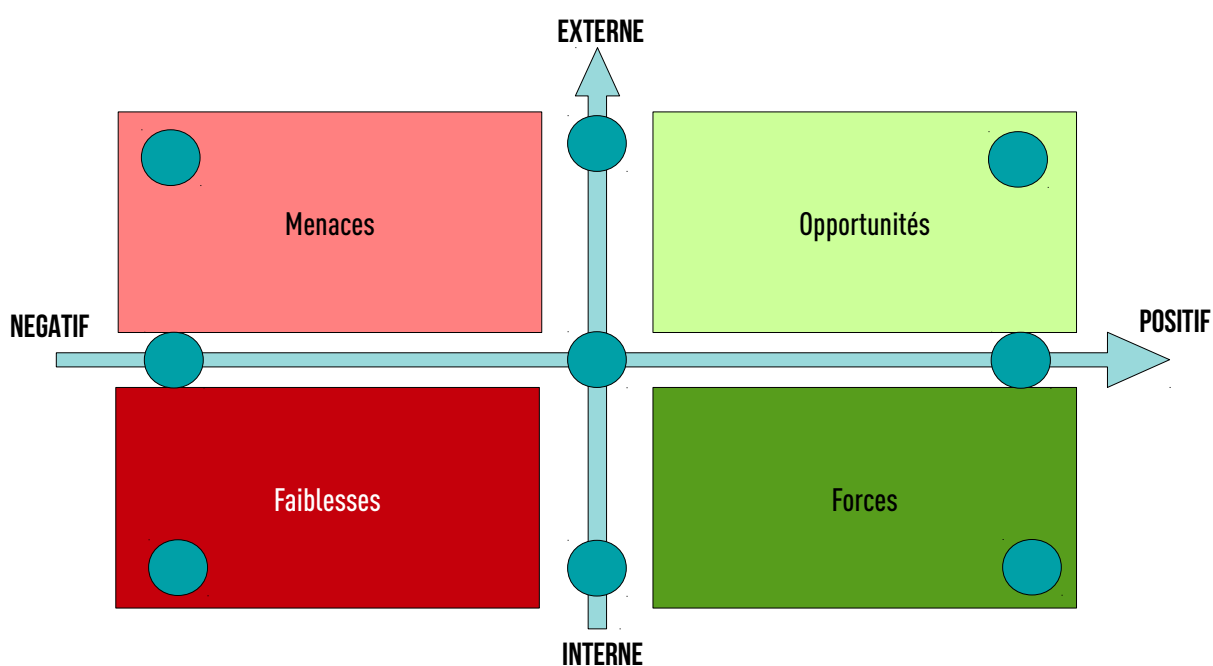 EXTERNE
Menaces
Opportunités
NEGATIF
POSITIF
Faiblesses
Forces
INTERNE